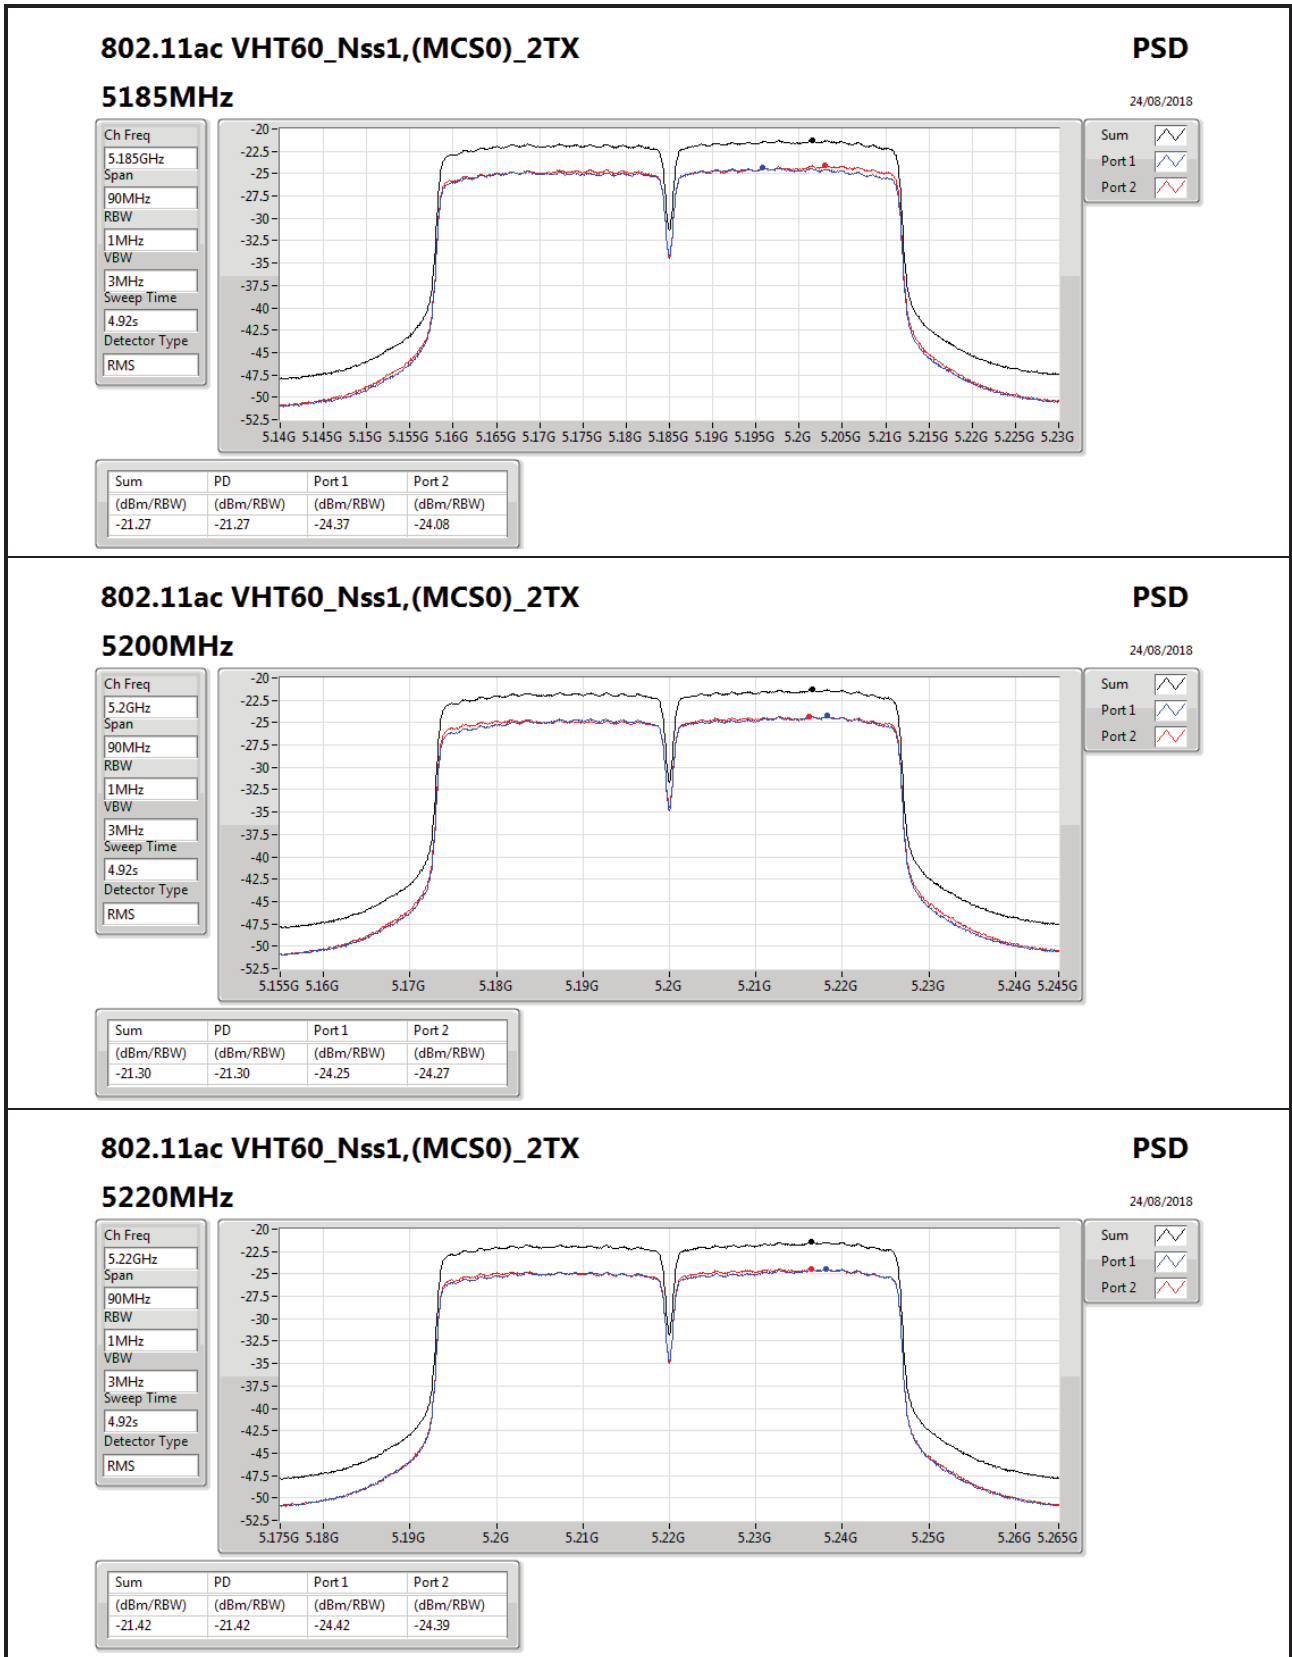 802.11ac VHT60_Nss1,(MCS0)_2TX PSD
5185MHz 24/08/2018
Ch Freq
5.185GHz
Span
90MHz
RBW
1MHz
VBW
3MHz
Sweep Time
4.92s
Detector Type
RMS
-20
-22.5
-25
-27.5
-30
-32.5
-35
-37.5
-40
-42.5
-45
-47.5
-50
-52.5
5.14G 5.145G 5.15G 5.155G 5.16G 5.165G 5.17G 5.175G 5.18G 5.185G 5.19G 5.195G 5.2G 5.205G 5.21G 5.215G 5.22G 5.225G 5.23G
Sum
Port 1
Port 2
Sum PD Port 1 Port 2
(dBm/RBW) (dBm/RBW) (dBm/RBW) (dBm/RBW)
-21.27 -21.27 -24.37 -24.08
802.11ac VHT60_Nss1,(MCS0)_2TX PSD
5200MHz 24/08/2018
Ch Freq
5.2GHz
Span
90MHz
RBW
1MHz
VBW
3MHz
Sweep Time
4.92s
Detector Type
RMS
-20
-22.5
-25
-27.5
-30
-32.5
-35
-37.5
-40
-42.5
-45
-47.5
-50
-52.5
5.155G 5.16G 5.17G 5.18G 5.19G 5.2G 5.21G 5.22G 5.23G 5.24G 5.245G
Sum
Port 1
Port 2
Sum PD Port 1 Port 2
(dBm/RBW) (dBm/RBW) (dBm/RBW) (dBm/RBW)
-21.30 -21.30 -24.25 -24.27
802.11ac VHT60_Nss1,(MCS0)_2TX PSD
5220MHz 24/08/2018
Ch Freq
5.22GHz
Span
90MHz
RBW
1MHz
VBW
3MHz
Sweep Time
4.92s
Detector Type
RMS
-20
-22.5
-25
-27.5
-30
-32.5
-35
-37.5
-40
-42.5
-45
-47.5
-50
-52.5
5.175G 5.18G 5.19G 5.2G 5.21G 5.22G 5.23G 5.24G 5.25G 5.26G 5.265G
Sum
Port 1
Port 2
Sum PD Port 1 Port 2
(dBm/RBW) (dBm/RBW) (dBm/RBW) (dBm/RBW)
-21.42 -21.42 -24.42 -24.39